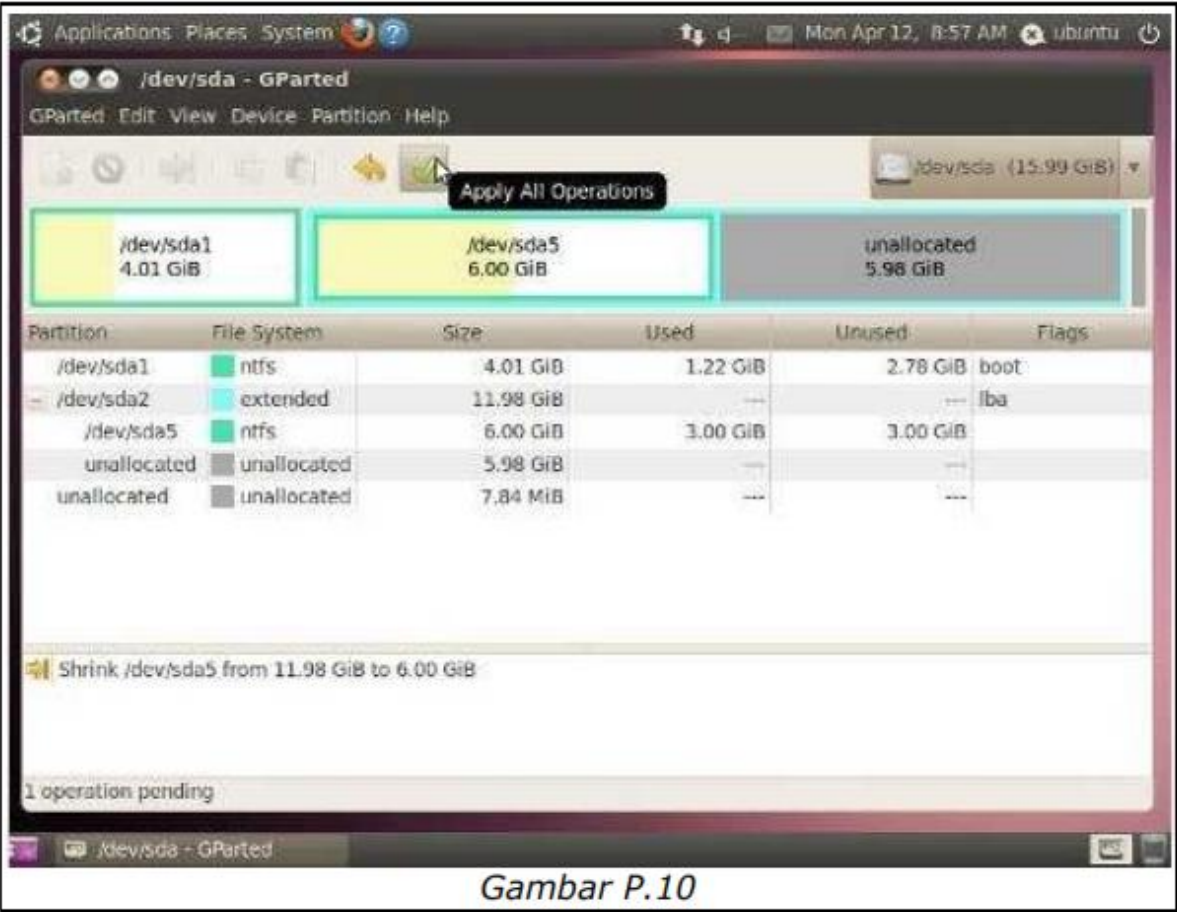 Applications Places System Mon Apr 12, 8:57 AM ubuntu
/dev/sda - GParted
GParted Edit View Device Partition Help
/dev/sda (15.99 GiB)
Apply All Operations
/dev/sda1 /dev/sda5 unallocated
4.01 GiB 6.00 GiB 5.98 GiB
Partition File System Size Used Unused Flags
/dev/sda1 ntfs 4.01 GiB 1.22 GiB 2.78 GiB boot
/dev/sda2 extended 11.98 GiB --- --- lba
/dev/sda5 ntfs 6.00 GiB 3.00 GiB 3.00 GiB
unallocated unallocated 5.98 GiB --- ---
unallocated unallocated 7.84 MiB --- ---
Shrink /dev/sda5 from 11.98 GiB to 6.00 GiB
1 operation pending
/dev/sda - GParted
Gambar P.10